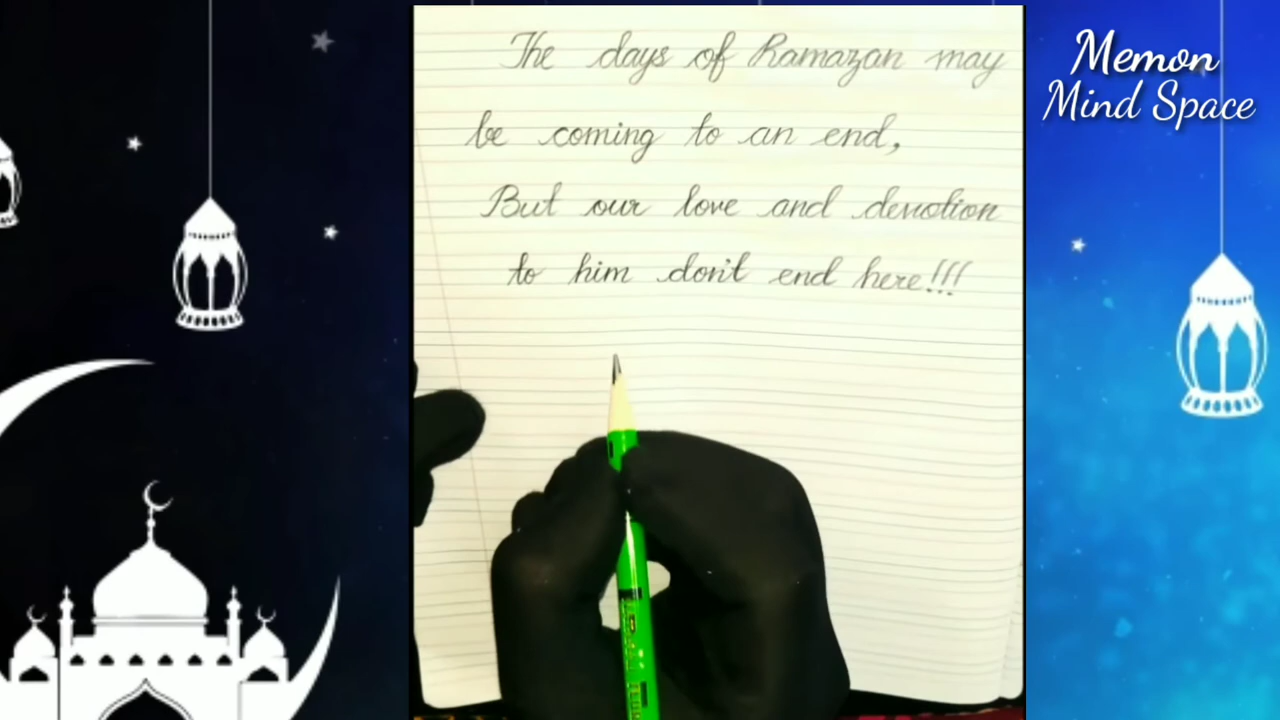 The days of Ramazan may
be coming to an end,
But our love and devotion
to him don't end here!!!
Memon
Mind Space